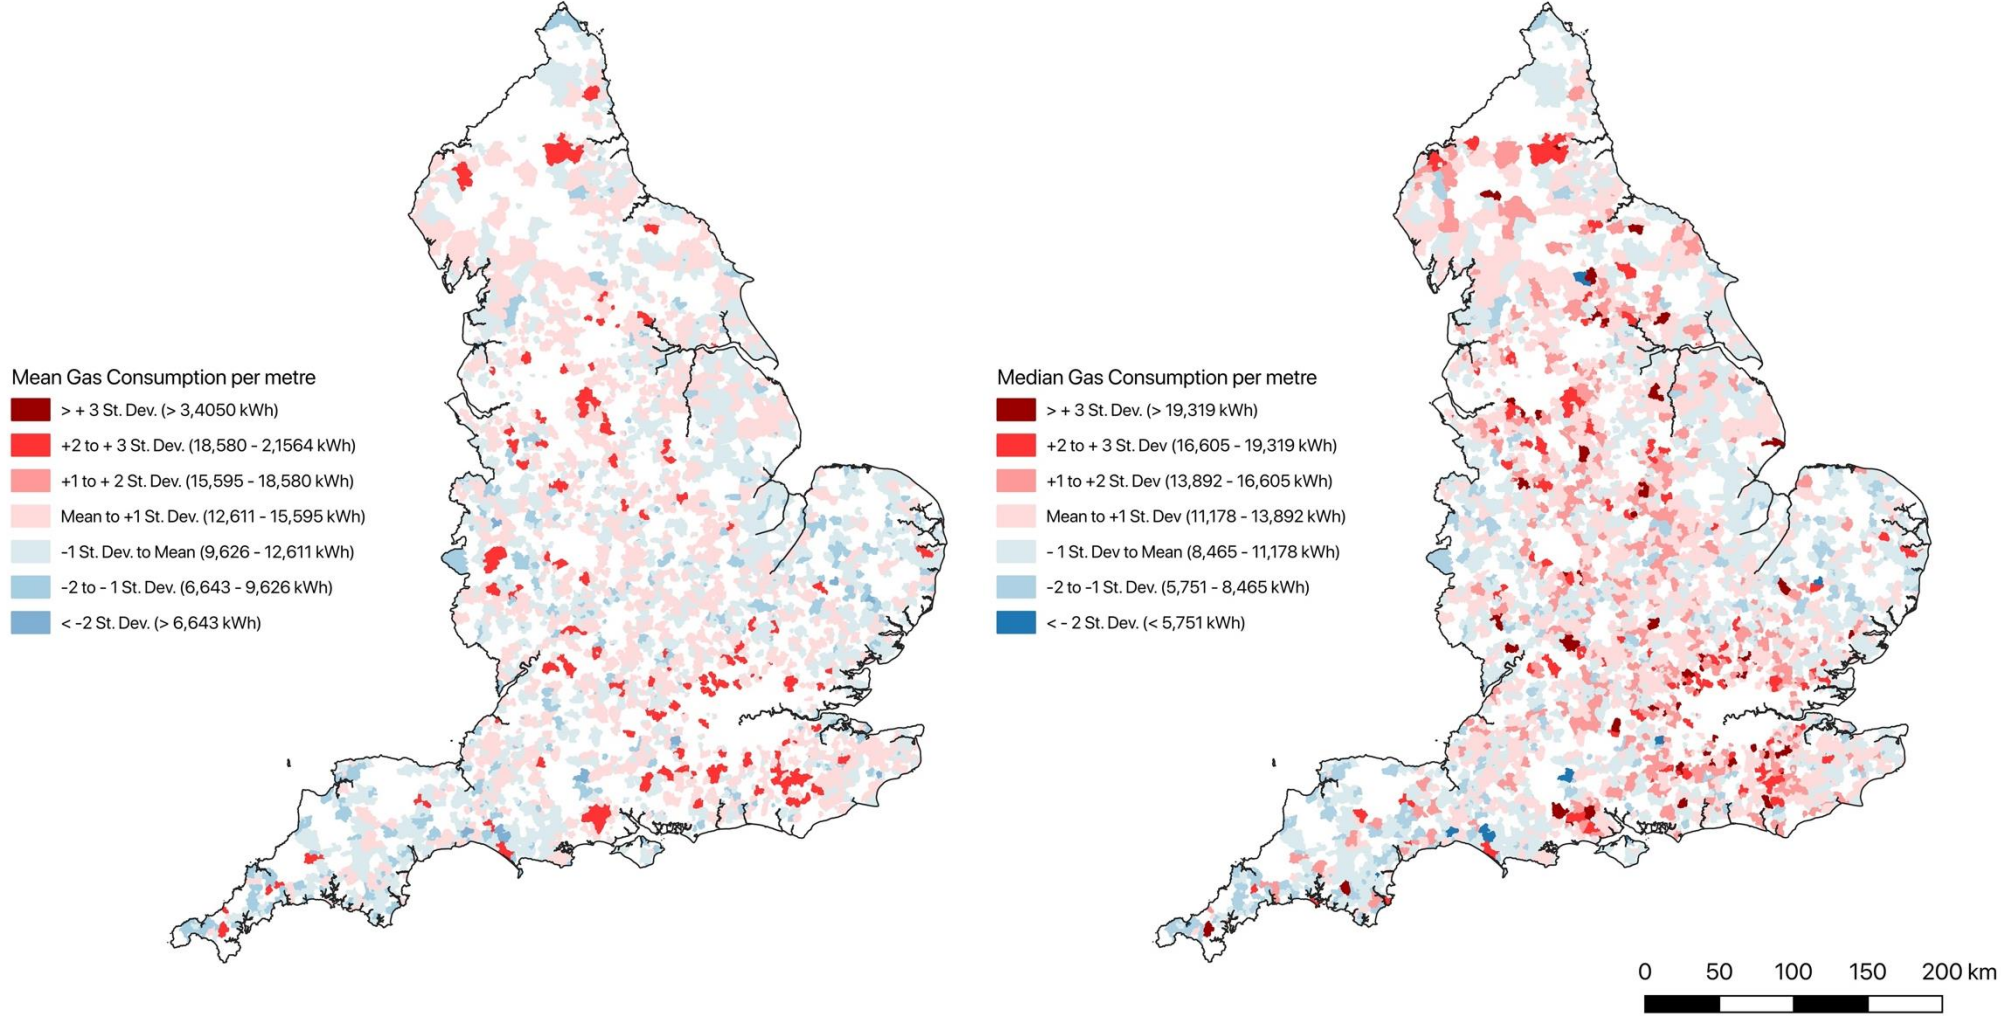 Mean Gas Consumption per metre
> + 3 St. Dev. (> 3,4050 kWh)
+2 to + 3 St. Dev. (18,580 - 2,1564 kWh)
+1 to + 2 St. Dev. (15,595 - 18,580 kWh)
Mean to +1 St. Dev. (12,611 - 15,595 kWh)
-1 St. Dev to Mean (9,626 - 12,611 kWh)
-2 to - 1 St. Dev. (6,643 - 9,626 kWh)
< -2 St. Dev. (> 6,643 kWh)
Median Gas Consumption per metre
> + 3 St. Dev. (> 19,319 kWh)
+2 to + 3 St. Dev (16,605 - 19,319 kWh)
+1 to +2 St. Dev (13,892 - 16,605 kWh)
Mean to +1 St. Dev (11,178 - 13,892 kWh)
- 1 St. Dev to Mean (8,465 - 11,178 kWh)
-2 to -1 St. Dev. (5,751 - 8,465 kWh)
< - 2 St. Dev. (< 5,751 kWh)
0 50 100 150 200 km